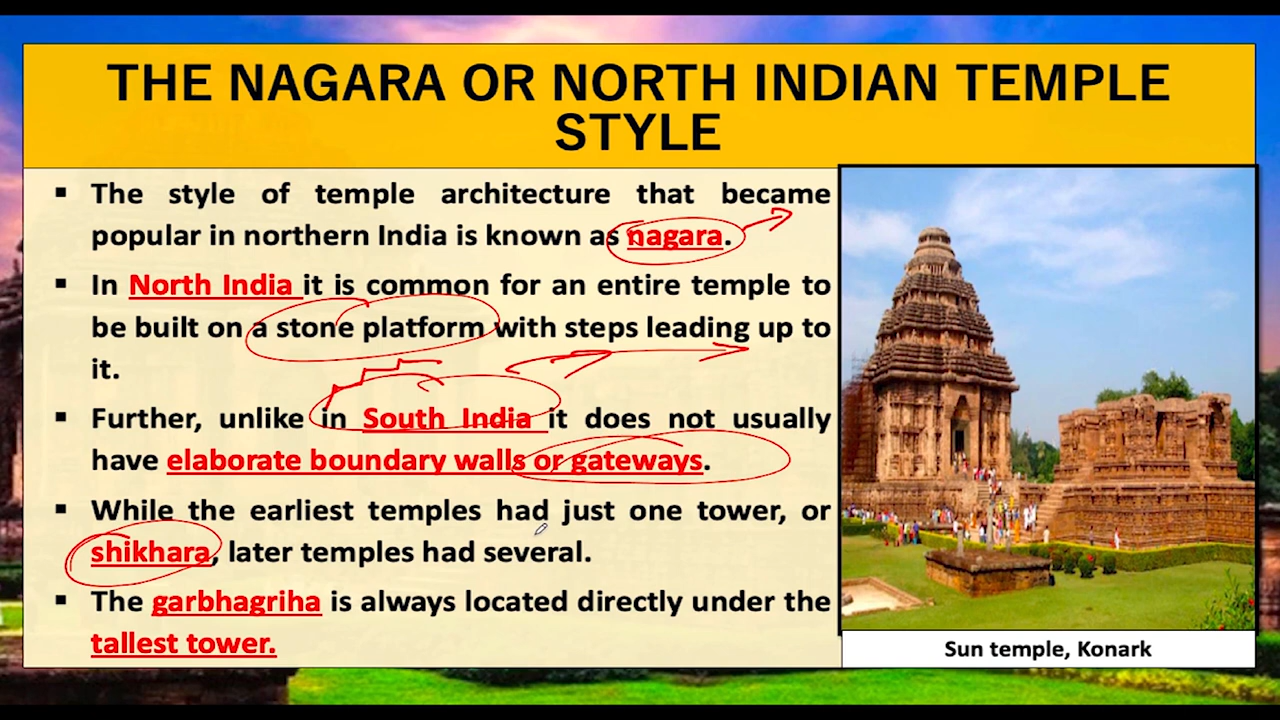 THE NAGARA OR NORTH INDIAN TEMPLE
STYLE
▪ The style of temple architecture that became
popular in northern India is known as nagara.
▪ In North India it is common for an entire temple to
be built on a stone platform with steps leading up to
it.
▪ Further, unlike in South India it does not usually
have elaborate boundary walls or gateways.
▪ While the earliest temples had just one tower, or
shikhara, later temples had several.
▪ The garbhagriha is always located directly under the
tallest tower.
Sun temple, Konark